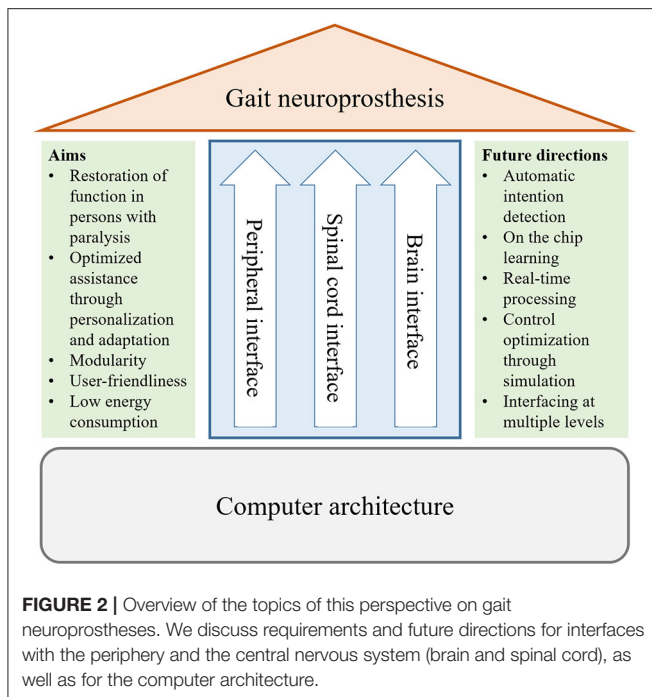 Gait neuroprosthesis
Aims
• Restoration of
function in
persons with
paralysis
• Optimized
assistance
through
personalization
and adaptation
• Modularity
• User-friendliness
• Low energy
consumption
Peripheral interface
Spinal cord interface
Brain interface
Future directions
• Automatic
intention
detection
• On the chip
learning
• Real-time
processing
• Control
optimization
through
simulation
• Interfacing at
multiple levels
Computer architecture
FIGURE 2 | Overview of the topics of this perspective on gait
neuroprostheses. We discuss requirements and future directions for interfaces
with the periphery and the central nervous system (brain and spinal cord), as
well as for the computer architecture.